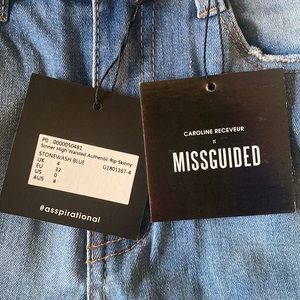 PO : 0000050481
Sinner High Waisted Authentic Rip Skinny
STONEWASH BLUE
G1801167-4
UK 4
EU 32
US 0
AUS 4
#asspirational
CAROLINE RECEVEUR
x
MISSGUIDED